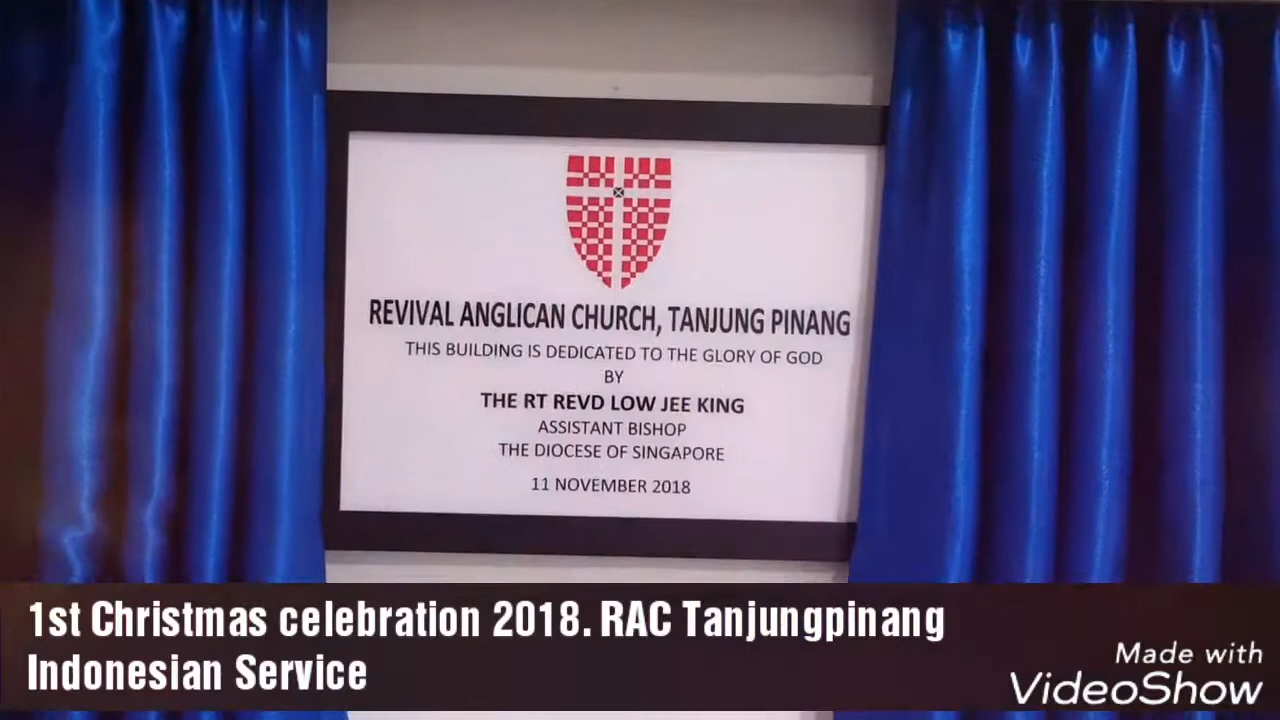 REVIVAL ANGLICAN CHURCH, TANJUNG PINANG
THIS BUILDING IS DEDICATED TO THE GLORY OF GOD
BY
THE RT REVD LOW JEE KING
ASSISTANT BISHOP
THE DIOCESE OF SINGAPORE
11 NOVEMBER 2018
1st Christmas celebration 2018. RAC Tanjungpinang
Indonesian Service
Made with
VideoShow